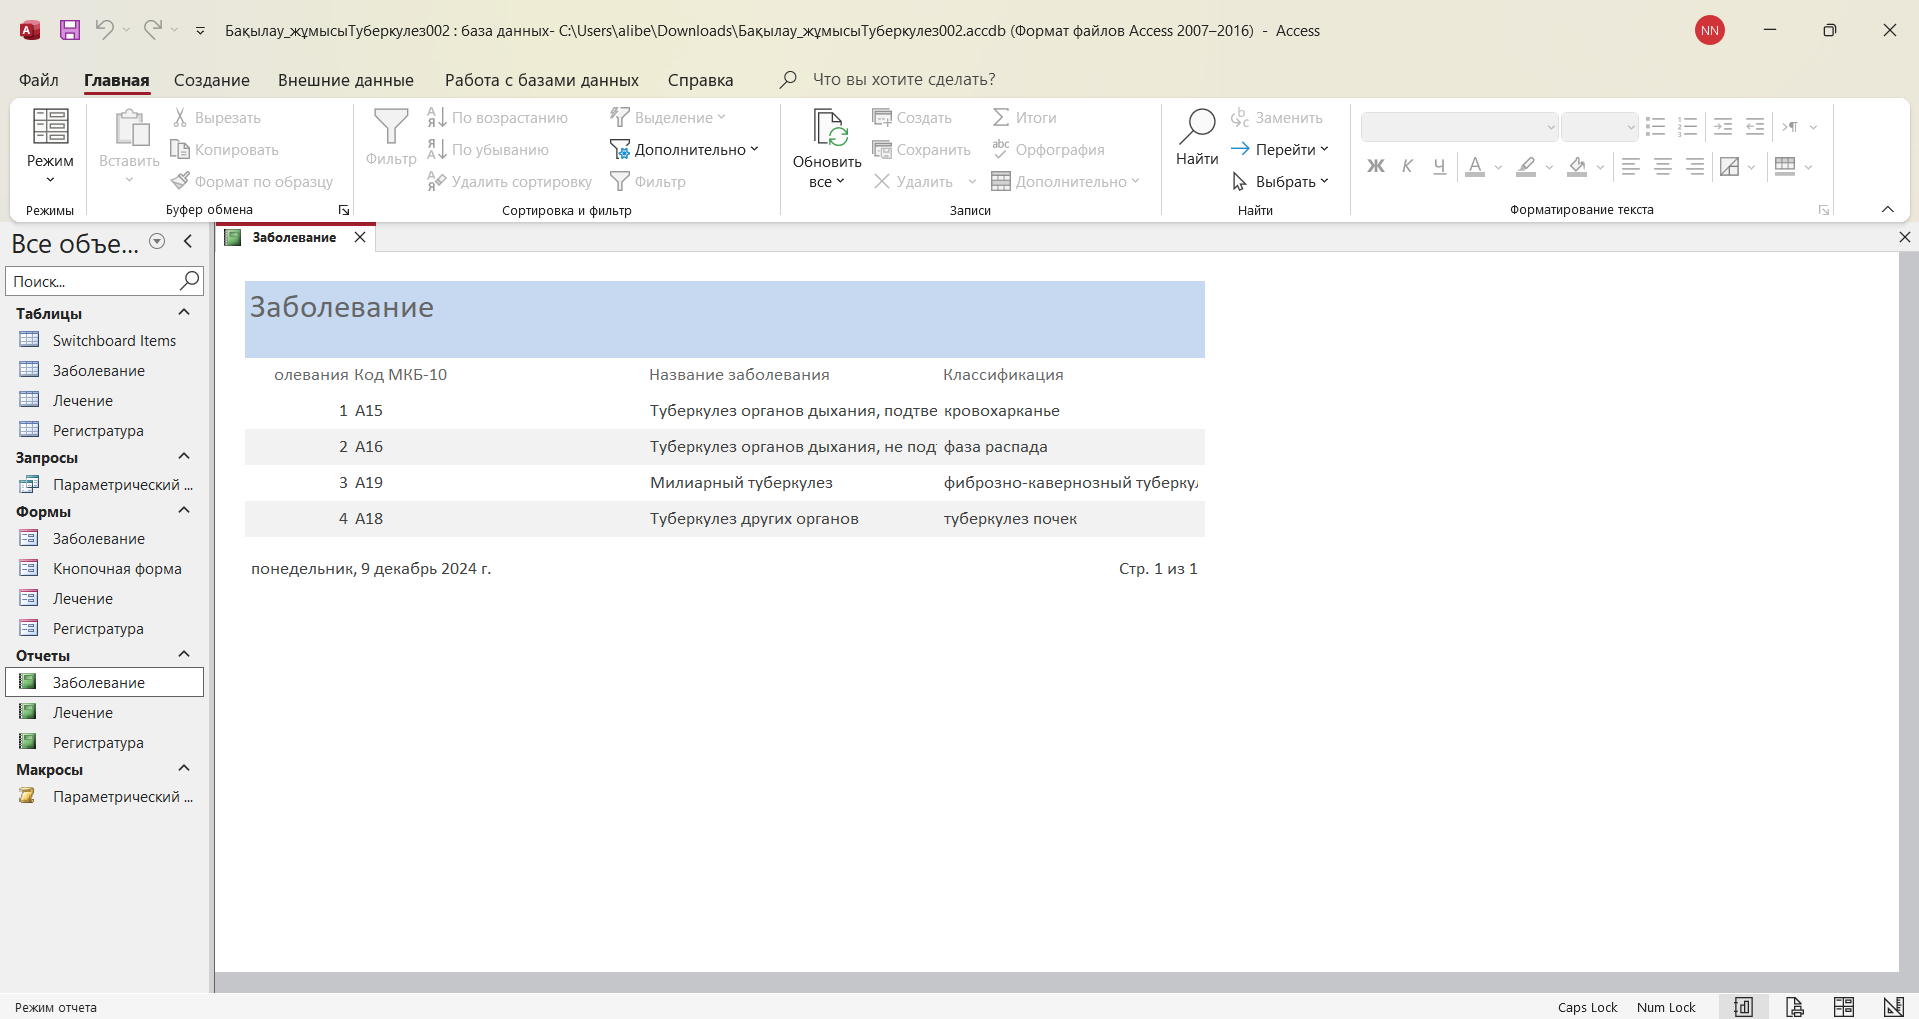 Бақылау_жұмысыТуберкулез002 : база данных- C:\Users\alibe\Downloads\Бақылау_жұмысыТуберкулез002.accdb (Формат файлов Access 2007–2016) - Access
NN
Файл Главная Создание Внешние данные Работа с базами данных Справка Что вы хотите сделать?
Режим
Режимы
Вставить
Вырезать
Копировать
Формат по образцу
Буфер обмена
Фильтр
По возрастанию
По убыванию
Удалить сортировку
Выделение
Дополнительно
Фильтр
Сортировка и фильтр
Обновить
все
Создать
Сохранить
Удалить
Итоги
Орфография
Дополнительно
Записи
Найти
Заменить
Перейти
Выбрать
Найти
Ж К Ч А
Форматирование текста
Все объе...
Поиск...
Таблицы
Switchboard Items
Заболевание
Лечение
Регистратура
Запросы
Параметрический ...
Формы
Заболевание
Кнопочная форма
Лечение
Регистратура
Отчеты
Заболевание
Лечение
Регистратура
Макросы
Параметрический ...
Заболевание
Заболевание
олевания Код МКБ-10 Название заболевания Классификация
1 А15 Туберкулез органов дыхания, подтве кровохарканье
2 А16 Туберкулез органов дыхания, не под фаза распада
3 А19 Милиарный туберкулез фиброзно-кавернозный туберкул
4 А18 Туберкулез других органов туберкулез почек
понедельник, 9 декабрь 2024 г. Стр. 1 из 1
Режим отчета Caps Lock Num Lock